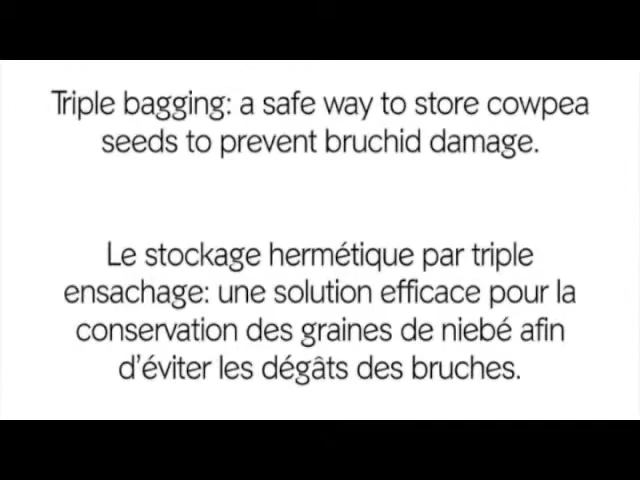 Triple bagging: a safe way to store cowpea
seeds to prevent bruchid damage.
Le stockage hermétique par triple
ensachage: une solution efficace pour la
conservation des graines de niebé afin
d'éviter les dégâts des bruches.